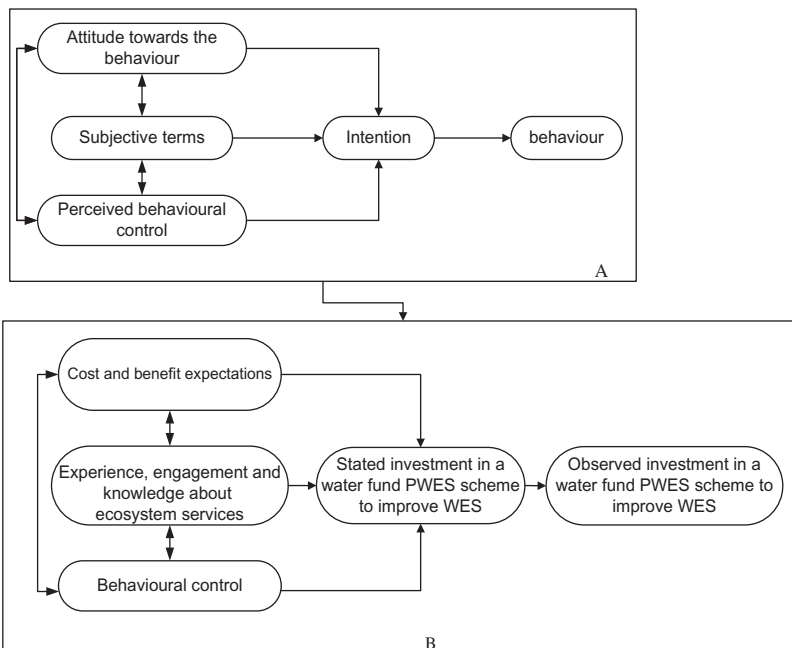 Attitude towards the
behaviour
Subjective terms
Intention
behaviour
Perceived behavioural
control
A
Cost and benefit expectations
Experience, engagement and
knowledge about
ecosystem services
Stated investment in a
water fund PWES scheme
to improve WES
Observed investment in a
water fund PWES scheme to
improve WES
Behavioural control
B